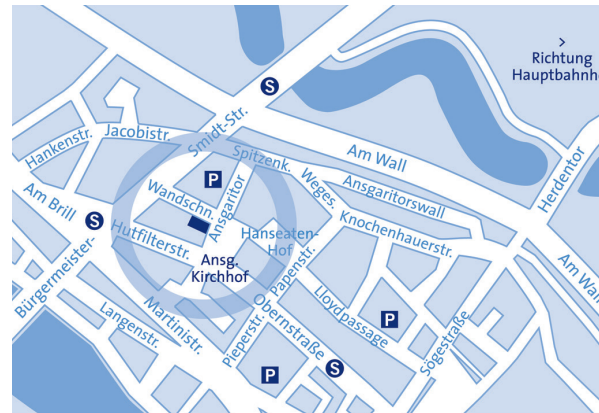 >
Richtung
Hauptbahnho
S
Smidt-Str.
Jacobistr.
Hankenstr.
Am Wall
Spitzenk.
Weges.
Ansgaritorswall
Herdentor
P
Wandschn.
Ansgaritor
Am Brill
S
Hutfilterstr.
Hanseaten-
Hof
Knochenhauerstr.
Am Wall
Ansg.
Kirchhof
Papenstr.
Bürgermeister-
Martinistr.
Obernstraße
Lloydpassage
Langenstr.
Pieperstr.
P
Sögestraße
S
P